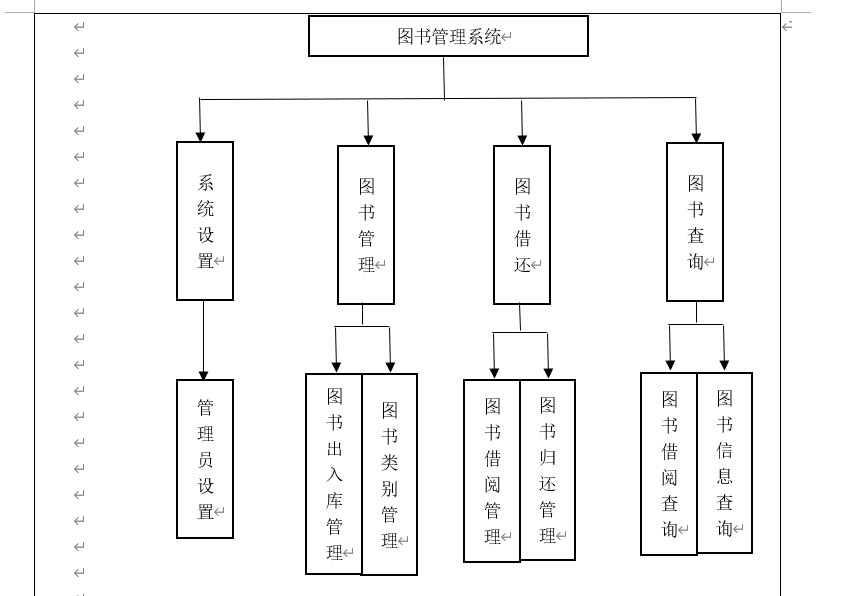 图书管理系统
系统设置
图书管理
图书借还
图书查询
管理员设置
图书出入库管理
图书类别管理
图书借阅管理
图书归还管理
图书借阅查询
图书信息查询